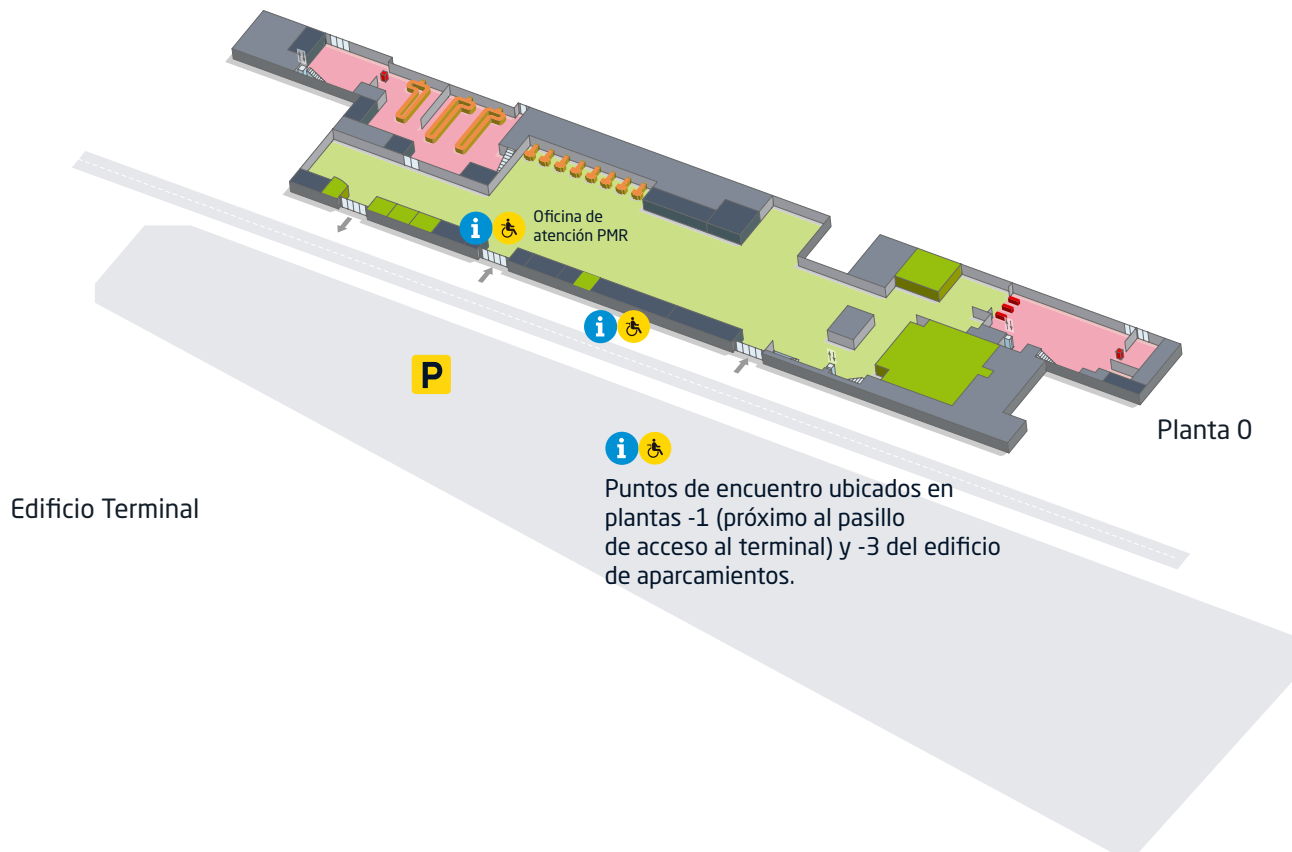 Oficina de
atención PMR
P
Planta 0
Edificio Terminal
Puntos de encuentro ubicados en
plantas -1 (próximo al pasillo
de acceso al terminal) y -3 del edificio
de aparcamientos.